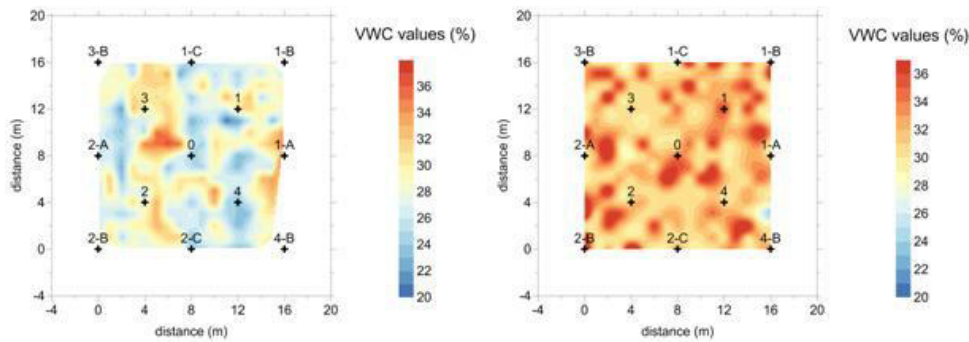 20
16
12
8
4
0
-4
distance (m)
3-B 1-C 1-B
3 1
2-A 0 1-A
2 4
2-B 2-C 4-B
-4 0 4 8 12 16 20
distance (m)
VWC values (%)
36
34
32
30
28
26
24
22
20
20
16
12
8
4
0
-4
distance (m)
3-B 1-C 1-B
3 1
2-A 0 1-A
2 4
2-B 2-C 4-B
-4 0 4 8 12 16 20
distance (m)
VWC values (%)
36
34
32
30
28
26
24
22
20